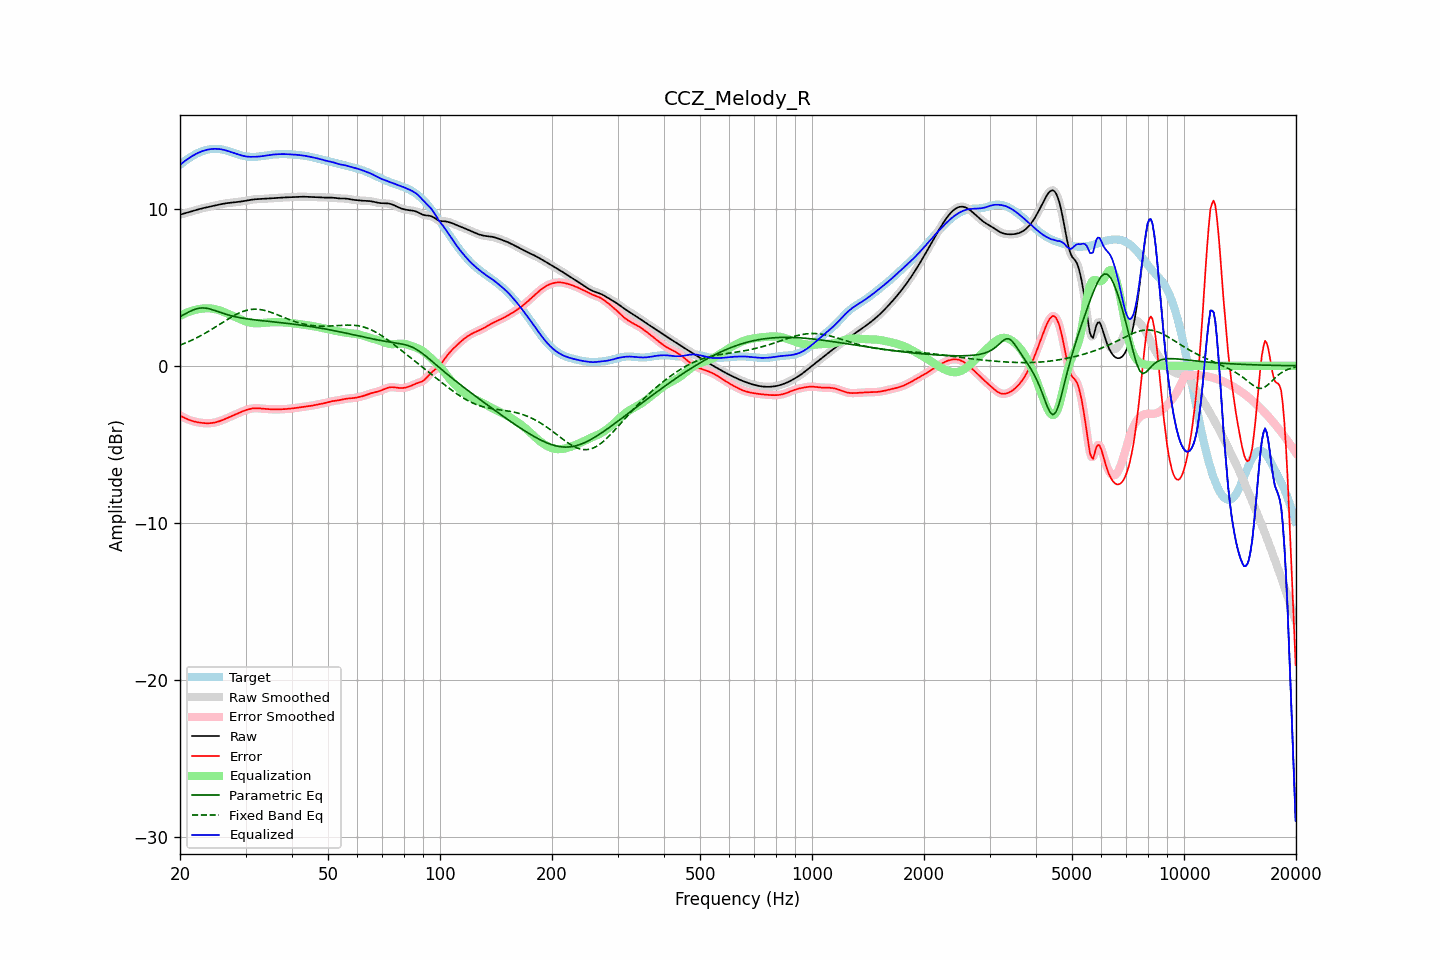 CCZ_Melody_R
Amplitude (dBr)
10
0
−10
−20
−30
Target
Raw Smoothed
Error Smoothed
Raw
Error
Equalization
Parametric Eq
Fixed Band Eq
Equalized
20 50 100 200 500 1000 2000 5000 10000 20000
Frequency (Hz)